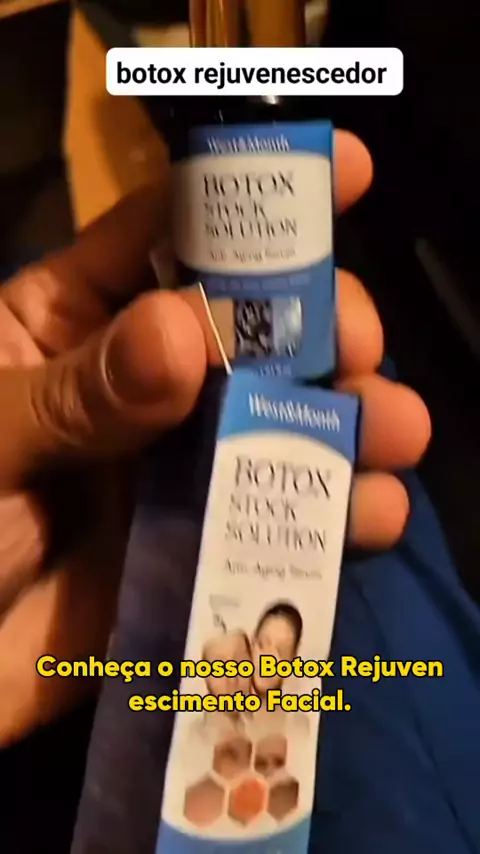 botox rejuvenescedor
West&Month
BOTOX
STOCK
SOLUTION
Anti-Aging Serum
West&Month
BOTOX
STOCK
SOLUTION
Anti-Aging Serum
Conheça o nosso Botox Rejuven
escimento Facial.